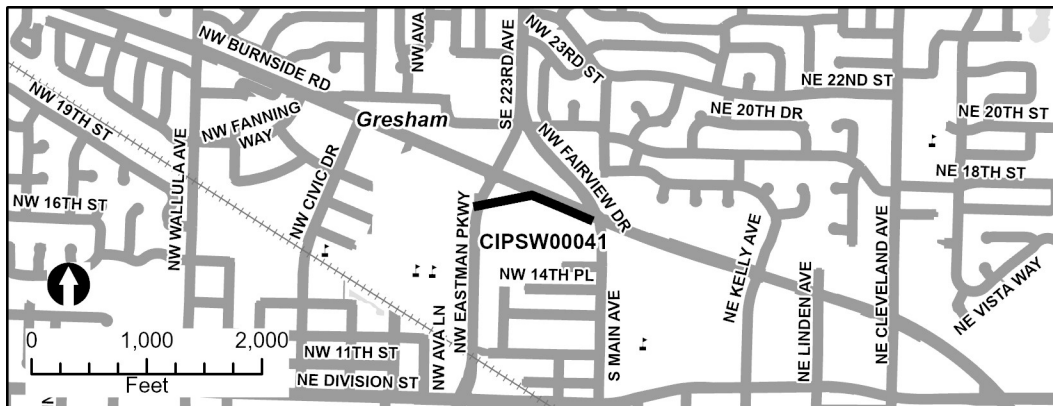 NW BURNSIDE RD
NW AVA
SE 223RD AVE
NW 23RD ST
NE 22ND ST
NW 19TH ST
NW FANNING
WAY
Gresham
NE 20TH DR
NE 20TH ST
NW WALLULA AVE
NW CIVIC DR
NW FAIRVIEW DR
NE 18TH ST
NW 16TH ST
NW EASTMAN PKWY
CIPSW00041
NW 14TH PL
NE KELLY AVE
NE LINDEN AVE
NE CLEVELAND AVE
NE VISTA WAY
S MAIN AVE
NW AVA LN
0 1,000 2,000
Feet
NW 11TH ST
NE DIVISION ST